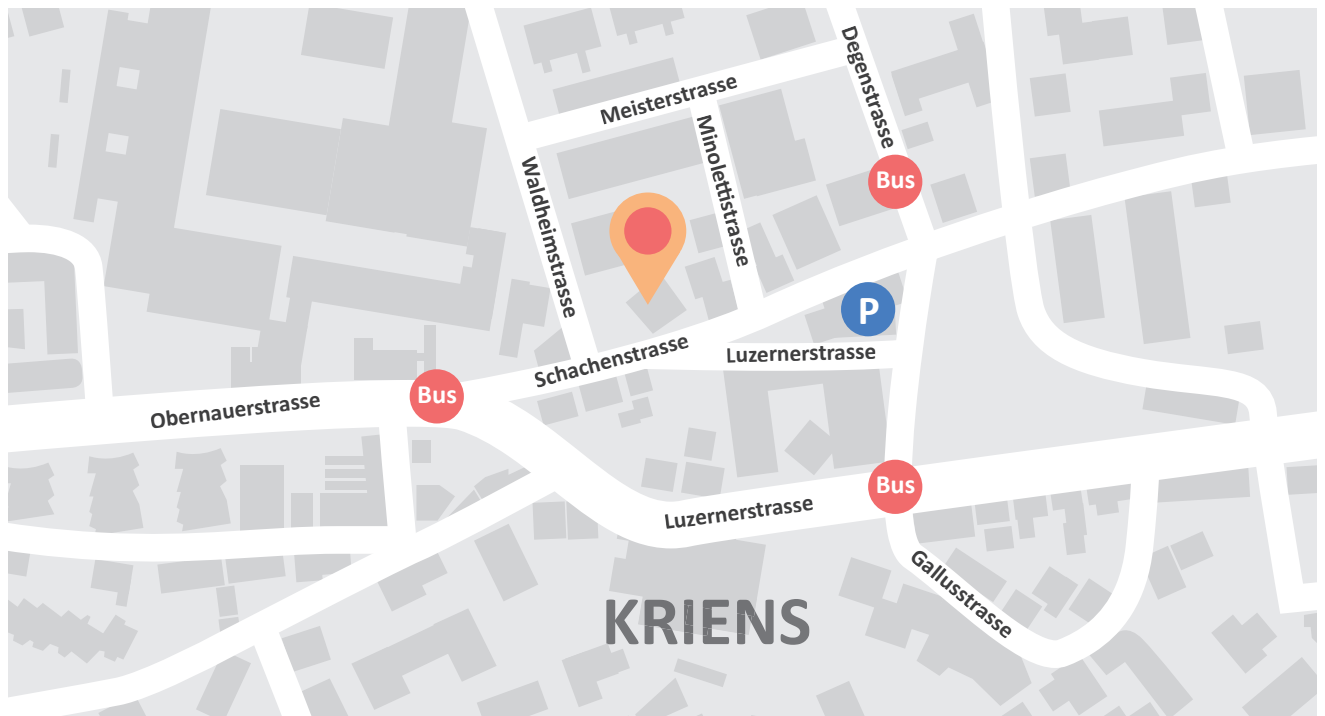 Degenstrasse
Meisterstrasse
Minolettistrasse
Waldheimstrasse
Bus
P
Schachenstrasse
Luzernerstrasse
Bus
Obernauerstrasse
Bus
Luzernerstrasse
Gallusstrasse
KRIENS